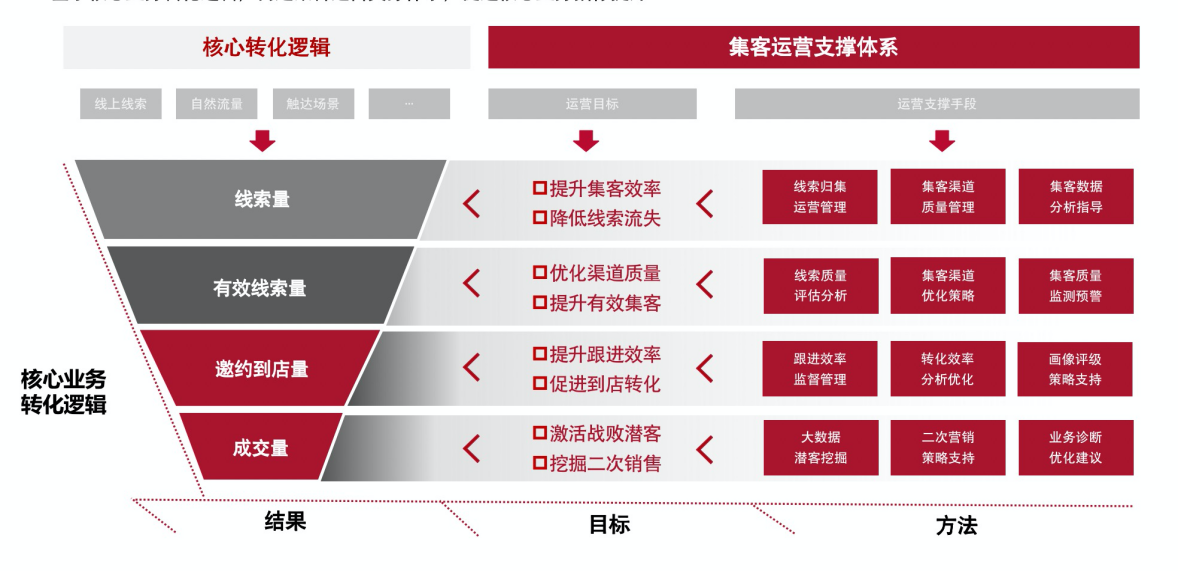 核心转化逻辑
集客运营支撑体系
线上线索
自然流量
触达场景
...
运营目标
运营支撑手段
线索量
提升集客效率
降低线索流失
线索归集
运营管理
集客渠道
质量管理
集客数据
分析指导
有效线索量
优化渠道质量
提升有效集客
线索质量
评估分析
集客渠道
优化策略
集客质量
监测预警
邀约到店量
提升跟进效率
促进到店转化
跟进效率
监督管理
转化效率
分析优化
画像评级
策略支持
核心业务
转化逻辑
成交量
激活战败潜客
挖掘二次销售
大数据
潜客挖掘
二次营销
策略支持
业务诊断
优化建议
结果
目标
方法